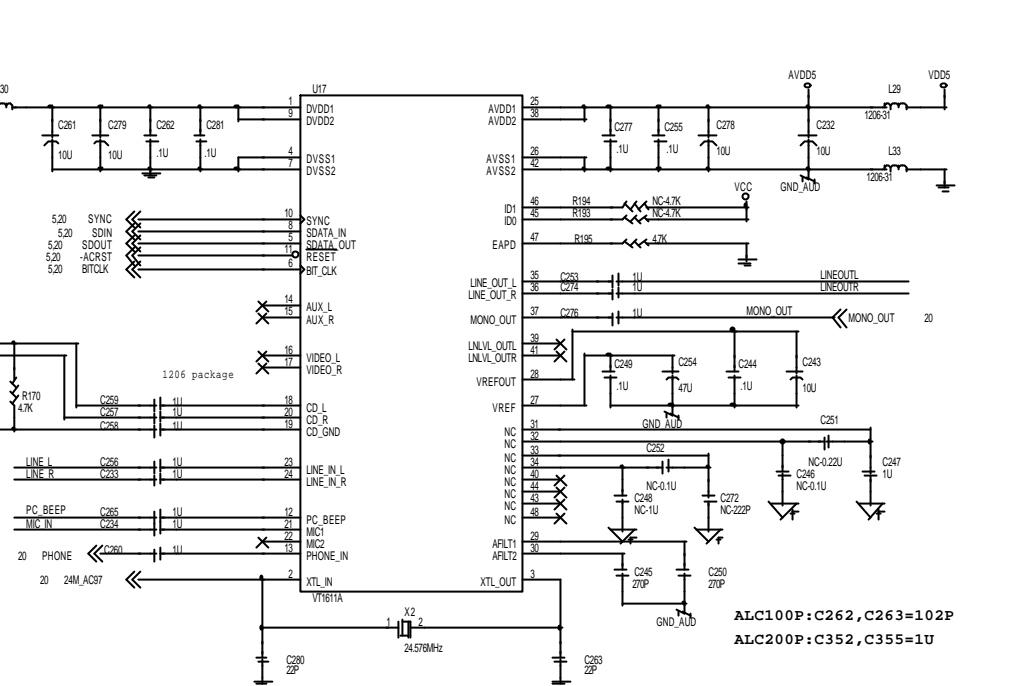 30
U17
AVDD5
L29
VDD5
1206-31
1
DVDD1
9
DVDD2
25
AVDD1
38
AVDD2
C261
10U
C279
10U
C262
.1U
C281
.1U
C277
.1U
C255
.1U
C278
10U
C232
10U
4
DVSS1
7
DVSS2
26
AVSS1
42
AVSS2
L33
1206-31
GND_AUD
VCC
5,20 SYNC
10
SYNC
5,20 SDIN
8
SDATA_IN
5,20 SDOUT
5
SDATA_OUT
5,20 -ACRST
11
RESET
5,20 BITCLK
6
BIT_CLK
46
ID1
R194
NC-4.7K
45
ID0
R193
NC-4.7K
47
EAPD
R195
4.7K
14
AUX_L
15
AUX_R
35
LINE_OUT_L
C253
1U
LINEOUTL
36
LINE_OUT_R
C274
LINEOUTR
37
MONO_OUT
C276
1U
MONO_OUT
MONO_OUT 20
16
VIDEO_L
17
VIDEO_R
39
LNLVL_OUTL
41
LNLVL_OUTR
28
VREFOUT
27
VREF
C249
.1U
C254
47U
C244
.1U
C243
10U
GND_AUD
1206 package
R170
4.7K
C259
1U
18
CD_L
C257
1U
20
CD_R
C258
1U
19
CD_GND
31
NC
32
NC
33
NC
34
NC
40
NC
44
NC
43
NC
48
NC
C251
NC-0.22U
C252
NC-0.1U
C246
NC-0.1U
C247
1U
C248
NC-1U
C272
NC-222P
LINE_L
C256
1U
23
LINE_IN_L
LINE_R
C233
1U
24
LINE_IN_R
PC_BEEP
C265
1U
12
PC_BEEP
MIC_IN
C234
1U
21
MIC1
22
MIC2
20 PHONE
C260
1U
13
PHONE_IN
29
AFILT1
30
AFILT2
C245
270P
C250
270P
GND_AUD
20 24M_AC97
2
XTL_IN
3
XTL_OUT
VT1611A
X2
1 2
24.576MHz
C280
22P
C263
22P
ALC100P:C262,C263=102P
ALC200P:C352,C355=1U